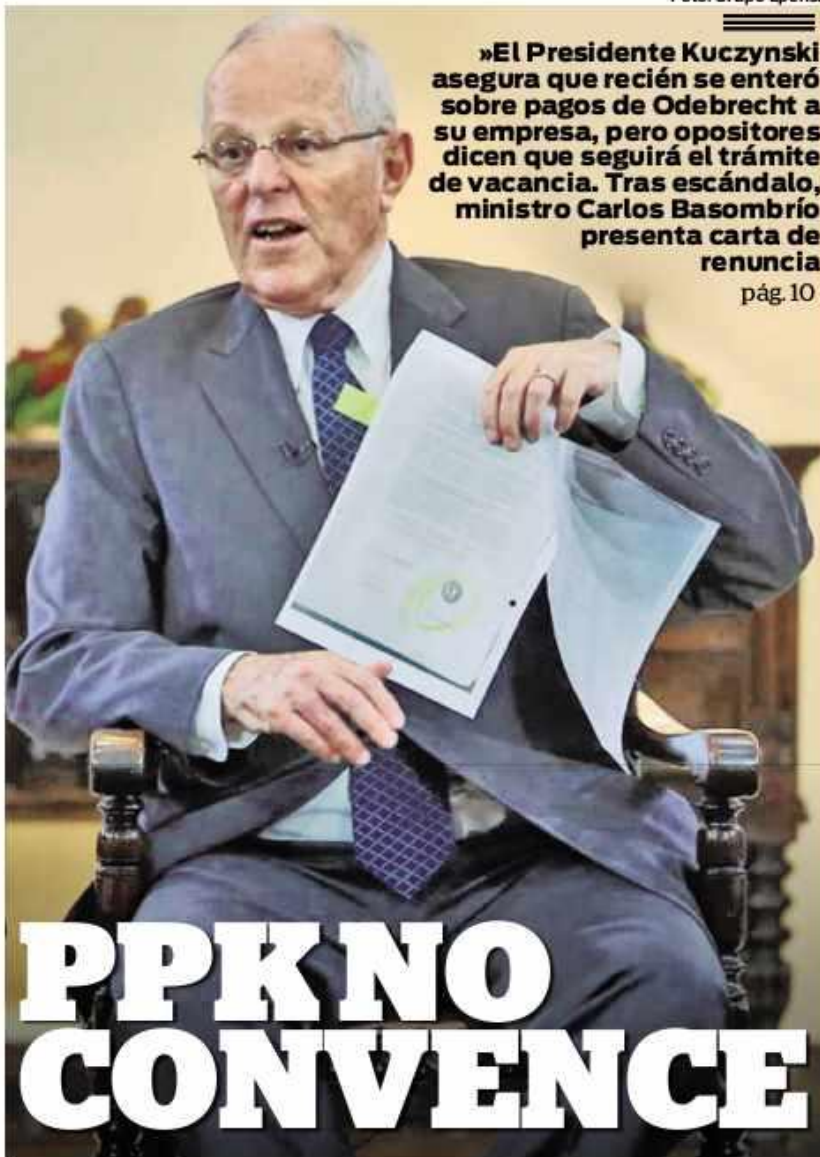 »El Presidente Kuczynski
asegura que recién se enteró
sobre pagos de Odebrecht a
su empresa, pero opositores
dicen que seguirá el trámite
de vacancia. Tras escándalo,
ministro Carlos Basombrío
presenta carta de
renuncia
pág. 10
PPK NO
CONVENCE